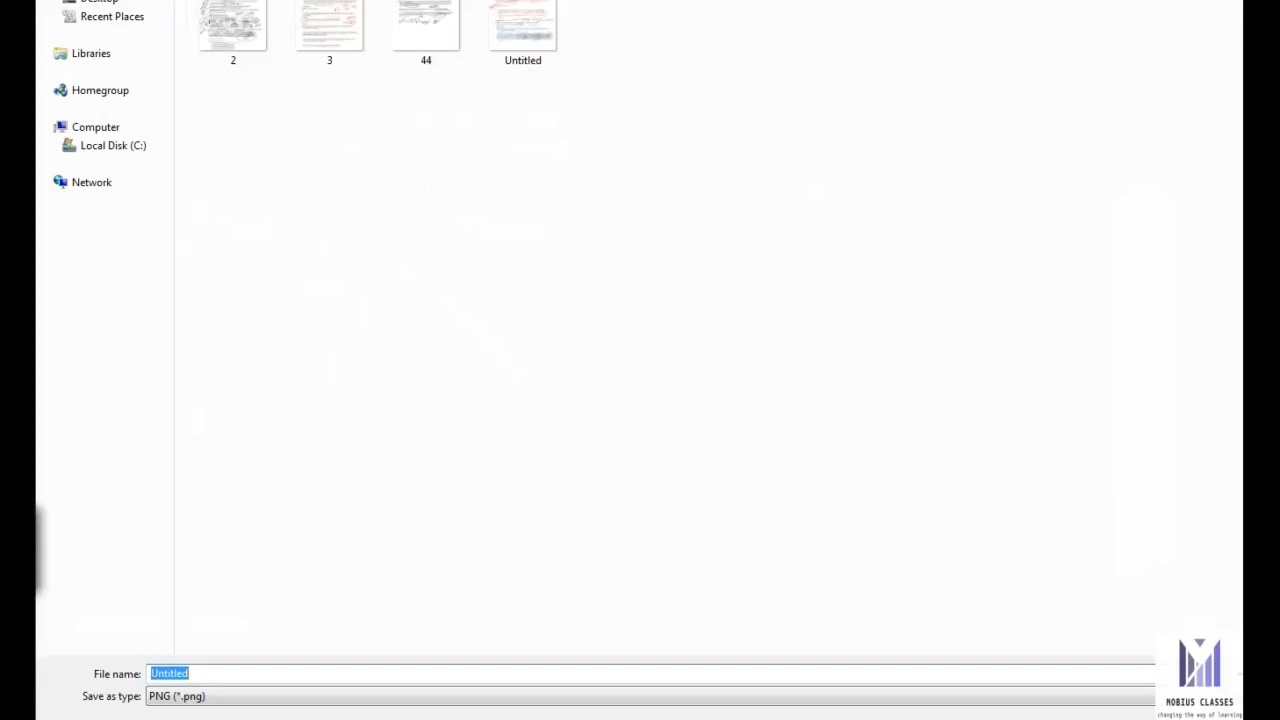 Desktop
Recent Places
Libraries
Homegroup
Computer
Local Disk (C:)
Network
2
3
44
Untitled
File name: Untitled
Save as type: PNG (*.png)
MOBIUS CLASSES
changing the way of learning